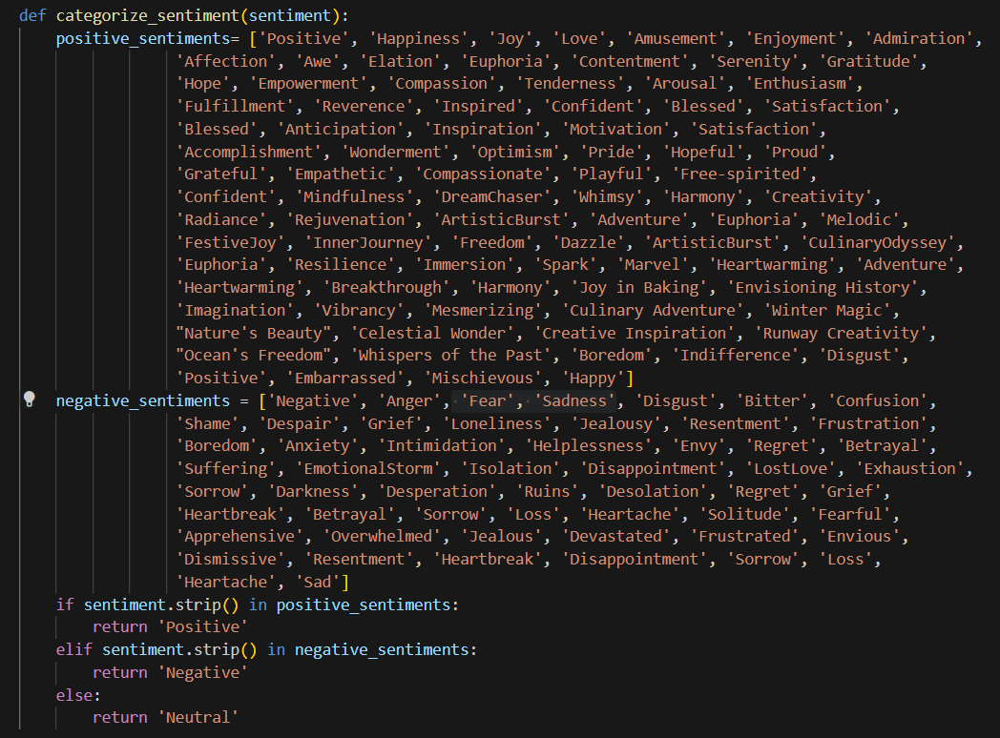 def categorize_sentiment(sentiment):
    positive_sentiments= ['Positive', 'Happiness', 'Joy', 'Love', 'Amusement', 'Enjoyment', 'Admiration',
                 'Affection', 'Awe', 'Elation', 'Euphoria', 'Contentment', 'Serenity', 'Gratitude',
                 'Hope', 'Empowerment', 'Compassion', 'Tenderness', 'Arousal', 'Enthusiasm',
                 'Fulfillment', 'Reverence', 'Inspired', 'Confident', 'Blessed', 'Satisfaction',
                 'Blessed', 'Anticipation', 'Inspiration', 'Motivation', 'Satisfaction',
                 'Accomplishment', 'Wonderment', 'Optimism', 'Pride', 'Hopeful', 'Proud',
                 'Grateful', 'Empathetic', 'Compassionate', 'Playful', 'Free-spirited',
                 'Confident', 'Mindfulness', 'DreamChaser', 'Whimsy', 'Harmony', 'Creativity',
                 'Radiance', 'Rejuvenation', 'ArtisticBurst', 'Adventure', 'Euphoria', 'Melodic',
                 'FestiveJoy', 'InnerJourney', 'Freedom', 'Dazzle', 'ArtisticBurst', 'CulinaryOdyssey',
                 'Euphoria', 'Resilience', 'Immersion', 'Spark', 'Marvel', 'Heartwarming', 'Adventure',
                 'Heartwarming', 'Breakthrough', 'Harmony', 'Joy in Baking', 'Envisioning History',
                 'Imagination', 'Vibrancy', 'Mesmerizing', 'Culinary Adventure', 'Winter Magic',
                 "Nature's Beauty", 'Celestial Wonder', 'Creative Inspiration', 'Runway Creativity',
                 "Ocean's Freedom", 'Whispers of the Past', 'Boredom', 'Indifference', 'Disgust',
                 'Positive', 'Embarrassed', 'Mischievous', 'Happy']
    negative_sentiments = ['Negative', 'Anger', 'Fear', 'Sadness', 'Disgust', 'Bitter', 'Confusion',
                 'Shame', 'Despair', 'Grief', 'Loneliness', 'Jealousy', 'Resentment', 'Frustration',
                 'Boredom', 'Anxiety', 'Intimidation', 'Helplessness', 'Envy', 'Regret', 'Betrayal',
                 'Suffering', 'EmotionalStorm', 'Isolation', 'Disappointment', 'LostLove', 'Exhaustion',
                 'Sorrow', 'Darkness', 'Desperation', 'Ruins', 'Desolation', 'Regret', 'Grief',
                 'Heartbreak', 'Betrayal', 'Sorrow', 'Loss', 'Heartache', 'Solitude', 'Fearful',
                 'Apprehensive', 'Overwhelmed', 'Jealous', 'Devastated', 'Frustrated', 'Envious',
                 'Dismissive', 'Resentment', 'Heartbreak', 'Disappointment', 'Sorrow', 'Loss',
                 'Heartache', 'Sad']
    if sentiment.strip() in positive_sentiments:
        return 'Positive'
    elif sentiment.strip() in negative_sentiments:
        return 'Negative'
    else:
        return 'Neutral'